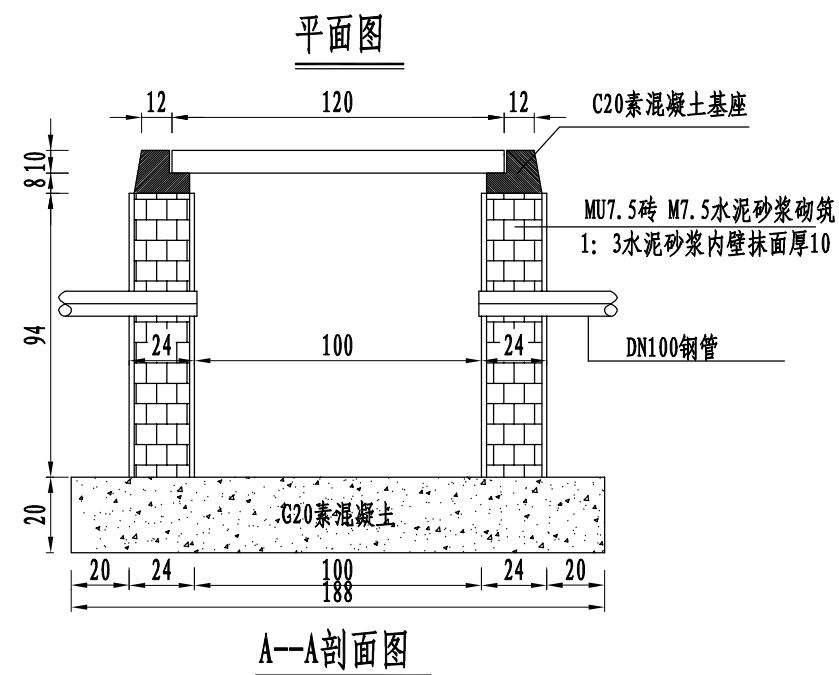 平面图
12 120 12
C20素混凝土基座
10
8
MU7.5砖 M7.5水泥砂浆砌筑
1: 3水泥砂浆内壁抹面厚10
94
24 100 24
DN100钢管
20
C20素混凝土
20 24 100 24 20
188
A--A剖面图